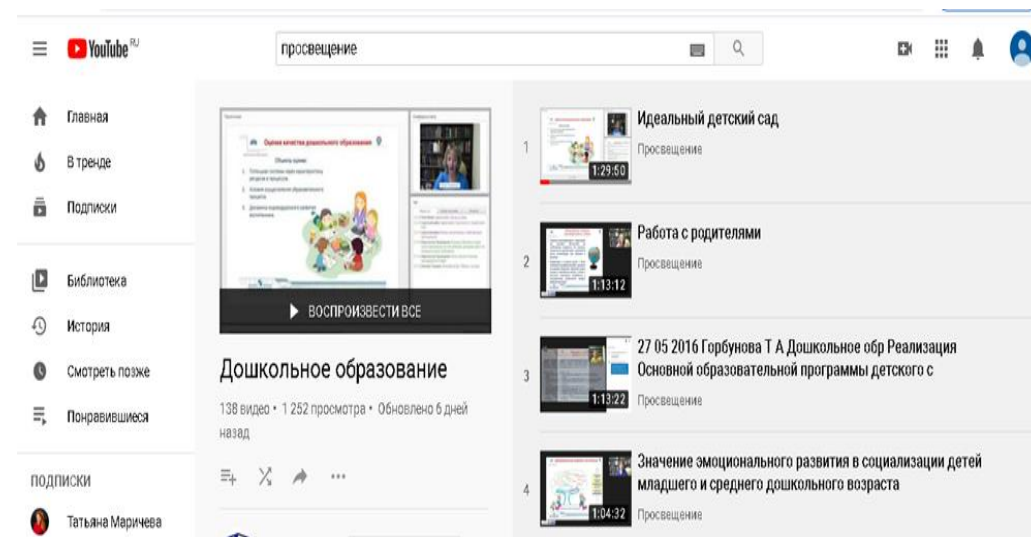 YouTube RU
просвещение
Главная
В тренде
Подписки
Библиотека
История
Смотреть позже
Понравившиеся
ПОДПИСКИ
Татьяна Маричева
Оценка качества дошкольного образования
ВОСПРОИЗВЕСТИ ВСЕ
Дошкольное образование
138 видео • 1 252 просмотра • Обновлено 6 дней
назад
1
1:29:50
Идеальный детский сад
Просвещение
2
1:13:12
Работа с родителями
Просвещение
3
1:13:22
27 05 2016 Горбунова Т А Дошкольное обр Реализация
Основной образовательной программы детского с
Просвещение
4
1:04:32
Значение эмоционального развития в социализации детей
младшего и среднего дошкольного возраста
Просвещение